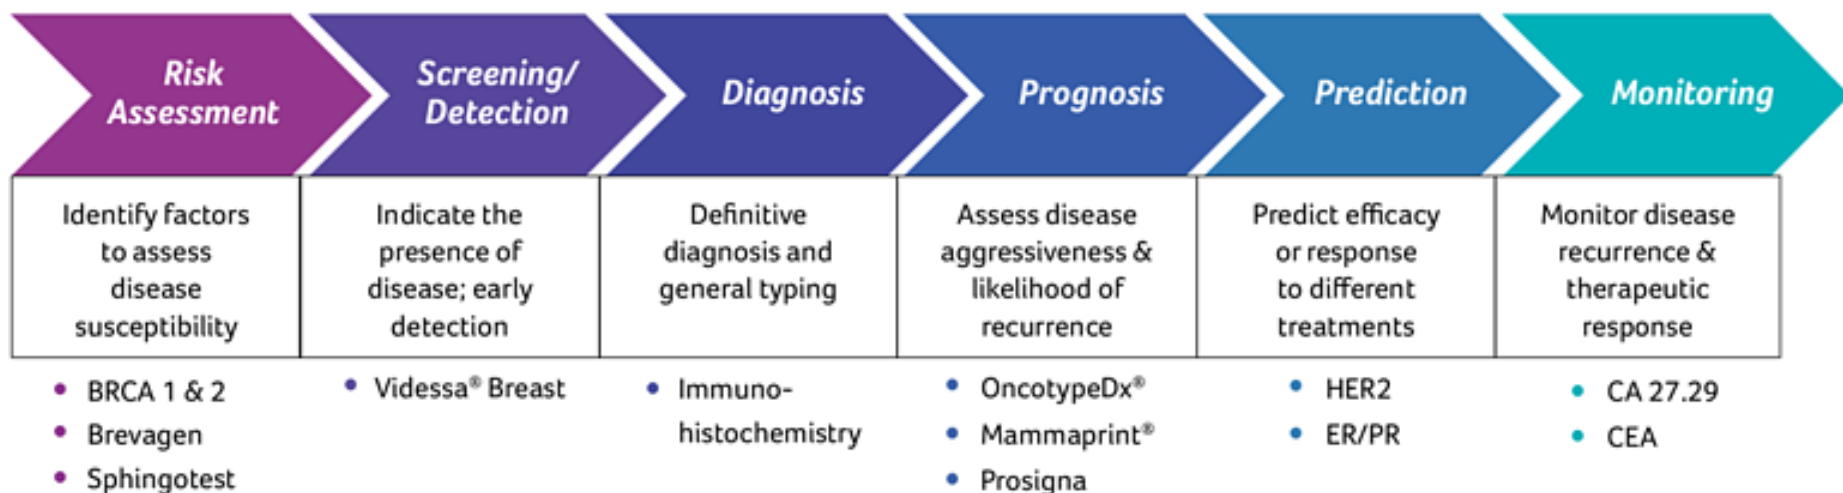 Risk
Assessment
Screening/
Detection
Diagnosis
Prognosis
Prediction
Monitoring
Identify factors
to assess
disease
susceptibility
Indicate the
presence of
disease; early
detection
Definitive
diagnosis and
general typing
Assess disease
aggressiveness &
likelihood of
recurrence
Predict efficacy
or response
to different
treatments
Monitor disease
recurrence &
therapeutic
response
• BRCA 1 & 2
• Brevagen
• Sphingotest
• Videssa® Breast
• Immuno-
histochemistry
• OncotypeDx®
• Mammaprint®
• Prosigna
• HER2
• ER/PR
• CA 27.29
• CEA